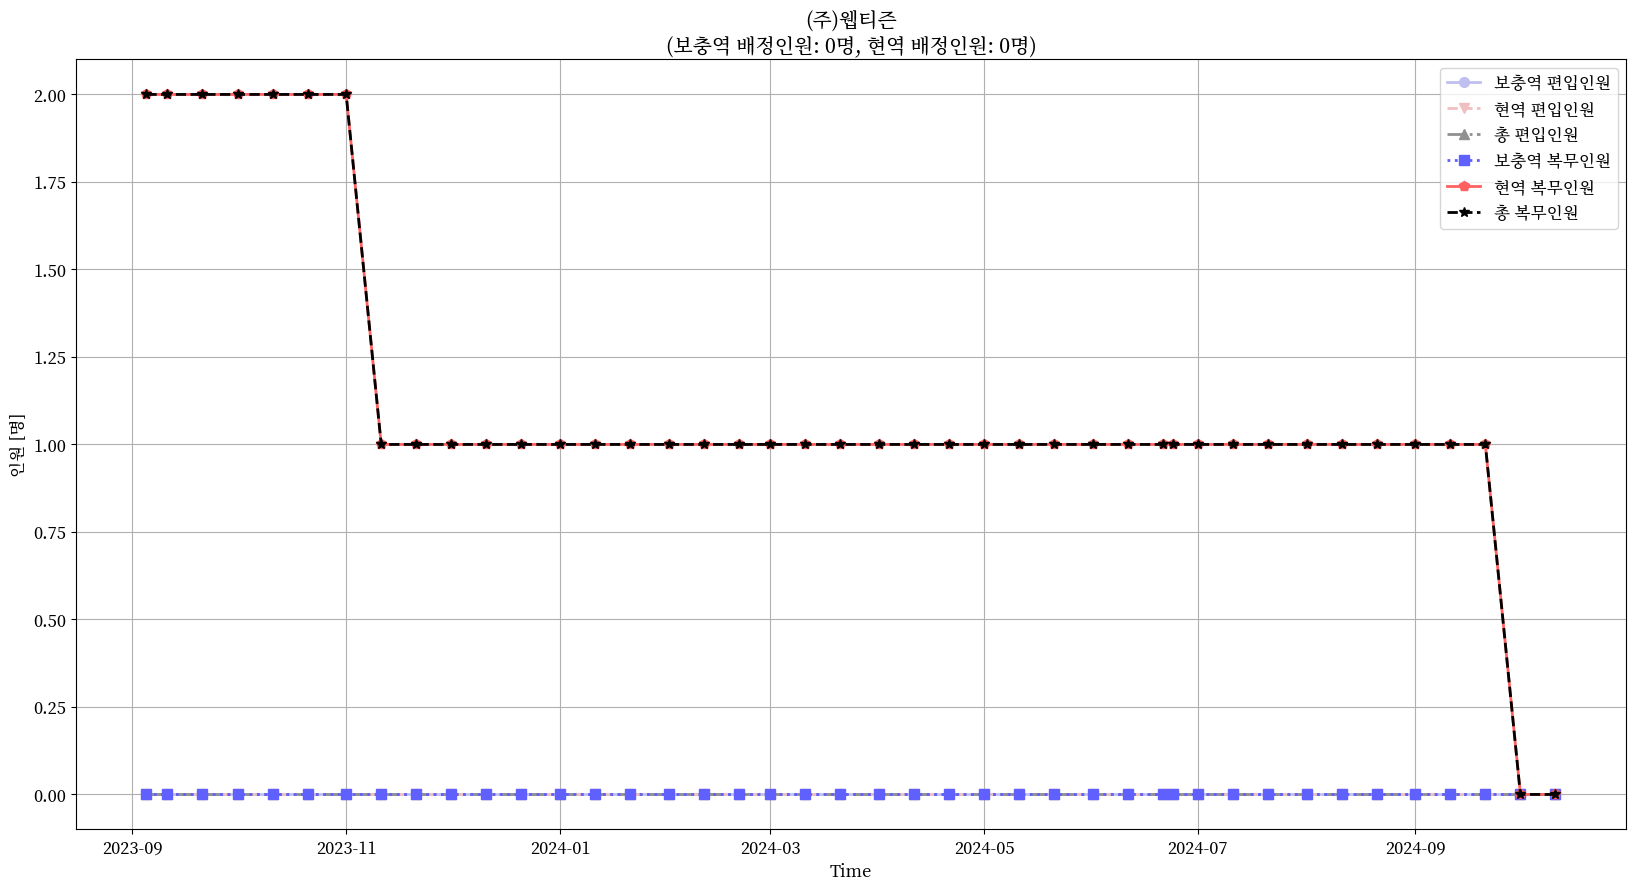 (주)웹티즌
(보충역 배정인원: 0명, 현역 배정인원: 0명)
보충역 편입인원
현역 편입인원
총 편입인원
보충역 복무인원
현역 복무인원
총 복무인원
인원 [명]
2.00
1.75
1.50
1.25
1.00
0.75
0.50
0.25
0.00
2023-09 2023-11 2024-01 2024-03 2024-05 2024-07 2024-09
Time